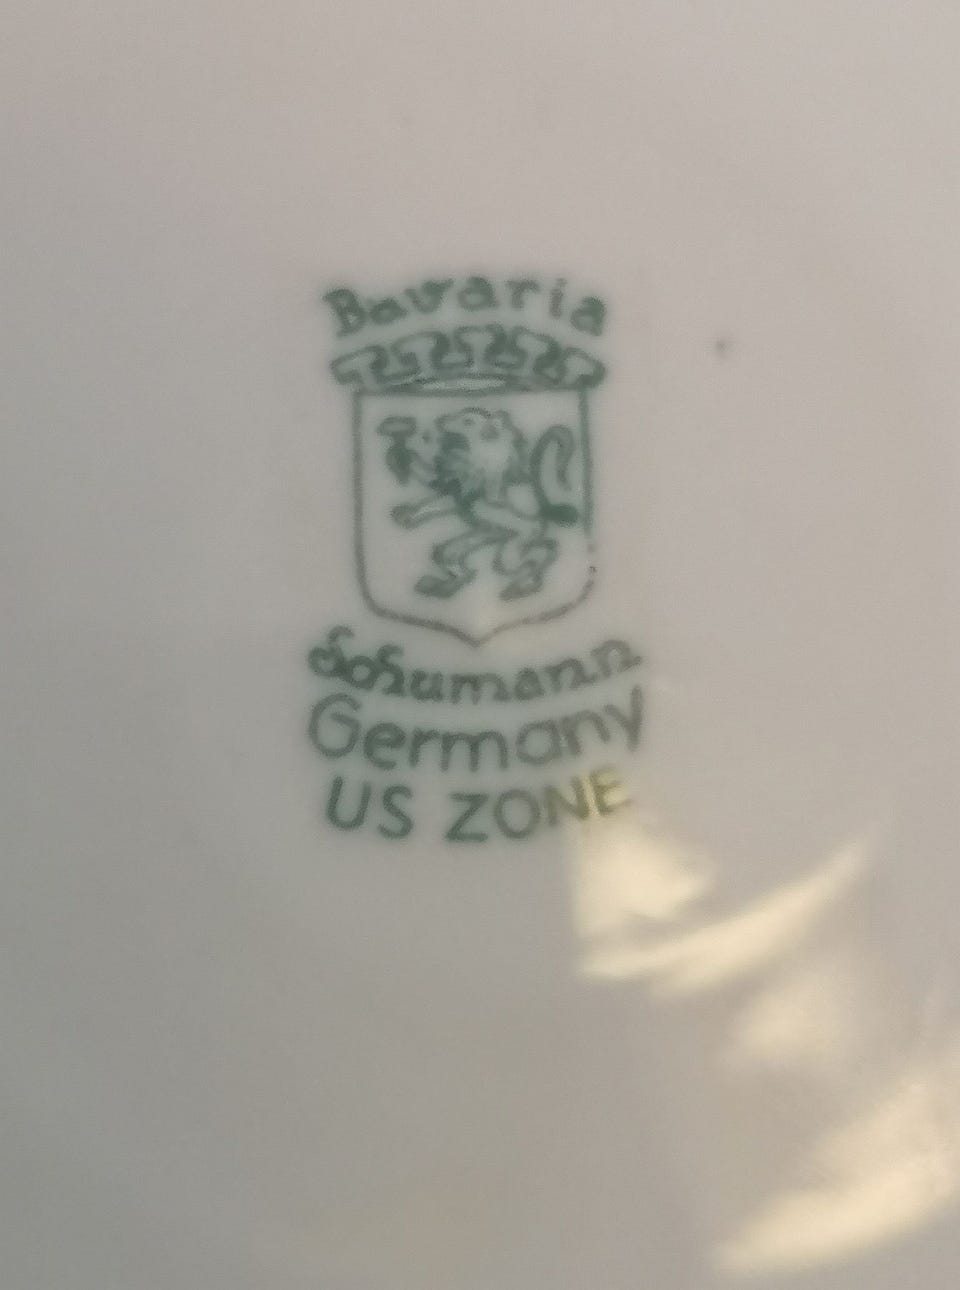 Bavaria
Schumann
Germany
US ZONE